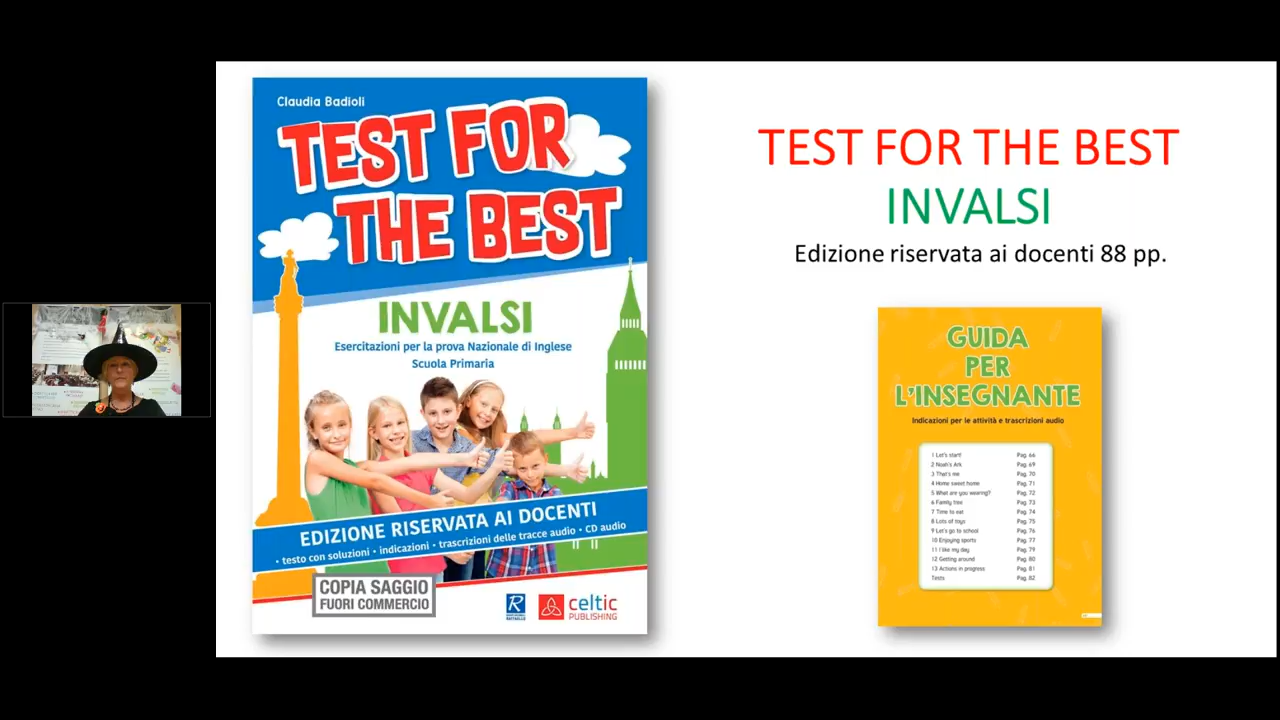 Claudia Badioli
TEST FOR
THE BEST
INVALSI
Esercitazioni per la prova Nazionale di Inglese
Scuola Primaria
EDIZIONE RISERVATA AI DOCENTI
• testo con soluzioni • indicazioni • trascrizioni delle tracce audio • CD audio
COPIA SAGGIO
FUORI COMMERCIO
R
celtic
PUBLISHING
TEST FOR THE BEST
INVALSI
Edizione riservata ai docenti 88 pp.
GUIDA
PER
L'INSEGNANTE
Indicazioni per le attività e trascrizioni audio
1 Let's start! Pag. 66
2 Noah's Ark Pag. 69
3 That's me Pag. 70
4 Home sweet home Pag. 71
5 What are you wearing? Pag. 72
6 Family tree Pag. 73
7 Time to eat Pag. 74
8 Lots of toys Pag. 75
9 Let's go to school Pag. 76
10 Enjoying sports Pag. 77
11 I like my day Pag. 79
12 Getting around Pag. 80
13 Actions in progress Pag. 81
Tests Pag. 82